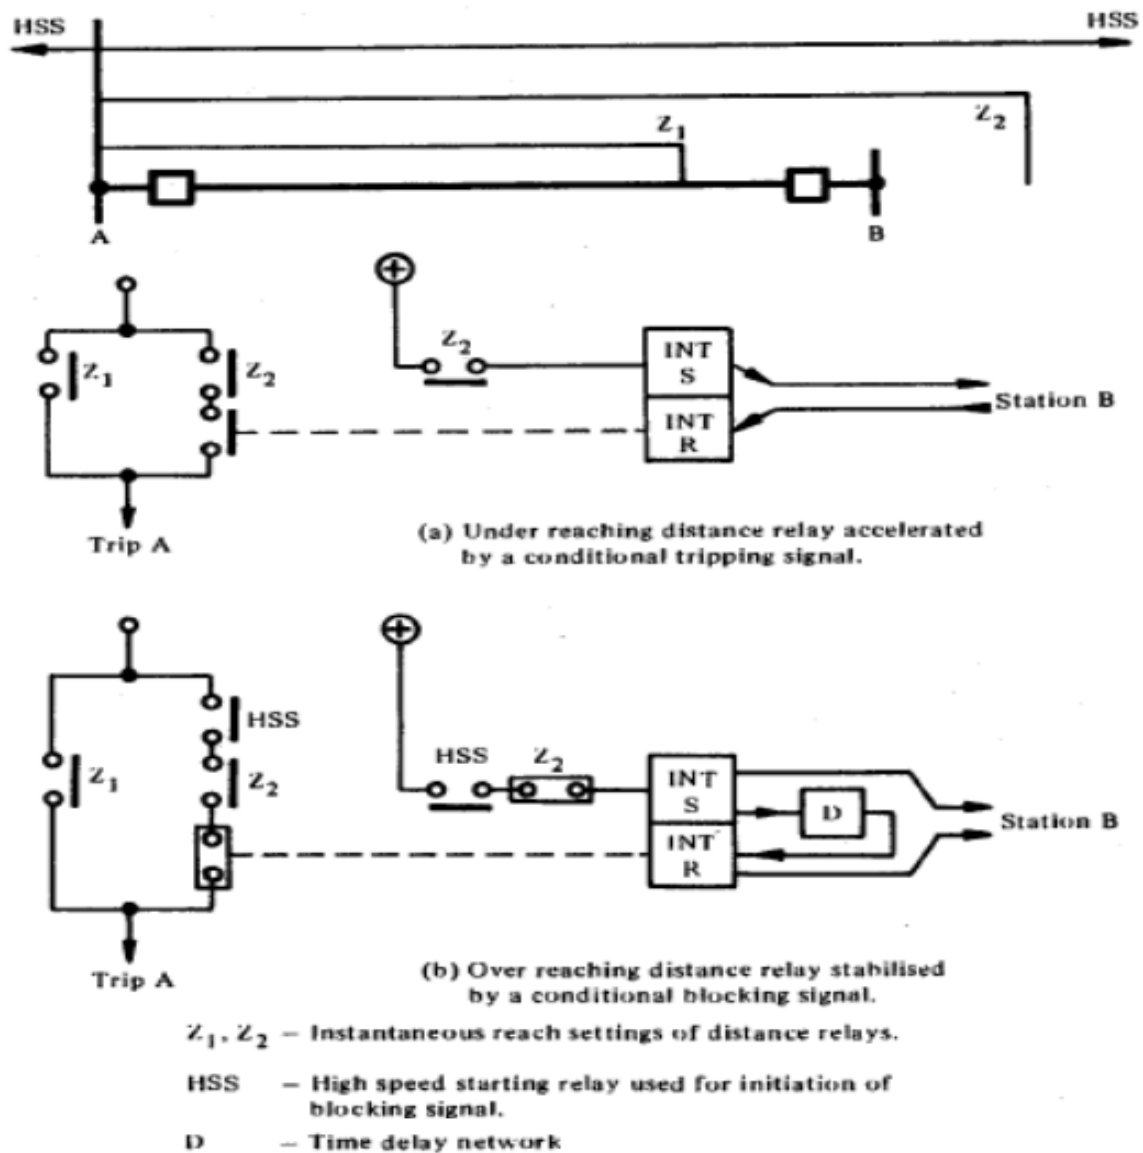 HSS HSS
Z2
Z1
A B
Z1 Z2 Z2 INT S
INT R
Station B
Trip A
(a) Under reaching distance relay accelerated
by a conditional tripping signal.
HSS
Z1 Z2 HSS Z2 INT S
D
INT R
Station B
Trip A
(b) Over reaching distance relay stabilised
by a conditional blocking signal.
Z1, Z2 – Instantaneous reach settings of distance relays.
HSS – High speed starting relay used for initiation of
blocking signal.
D – Time delay network